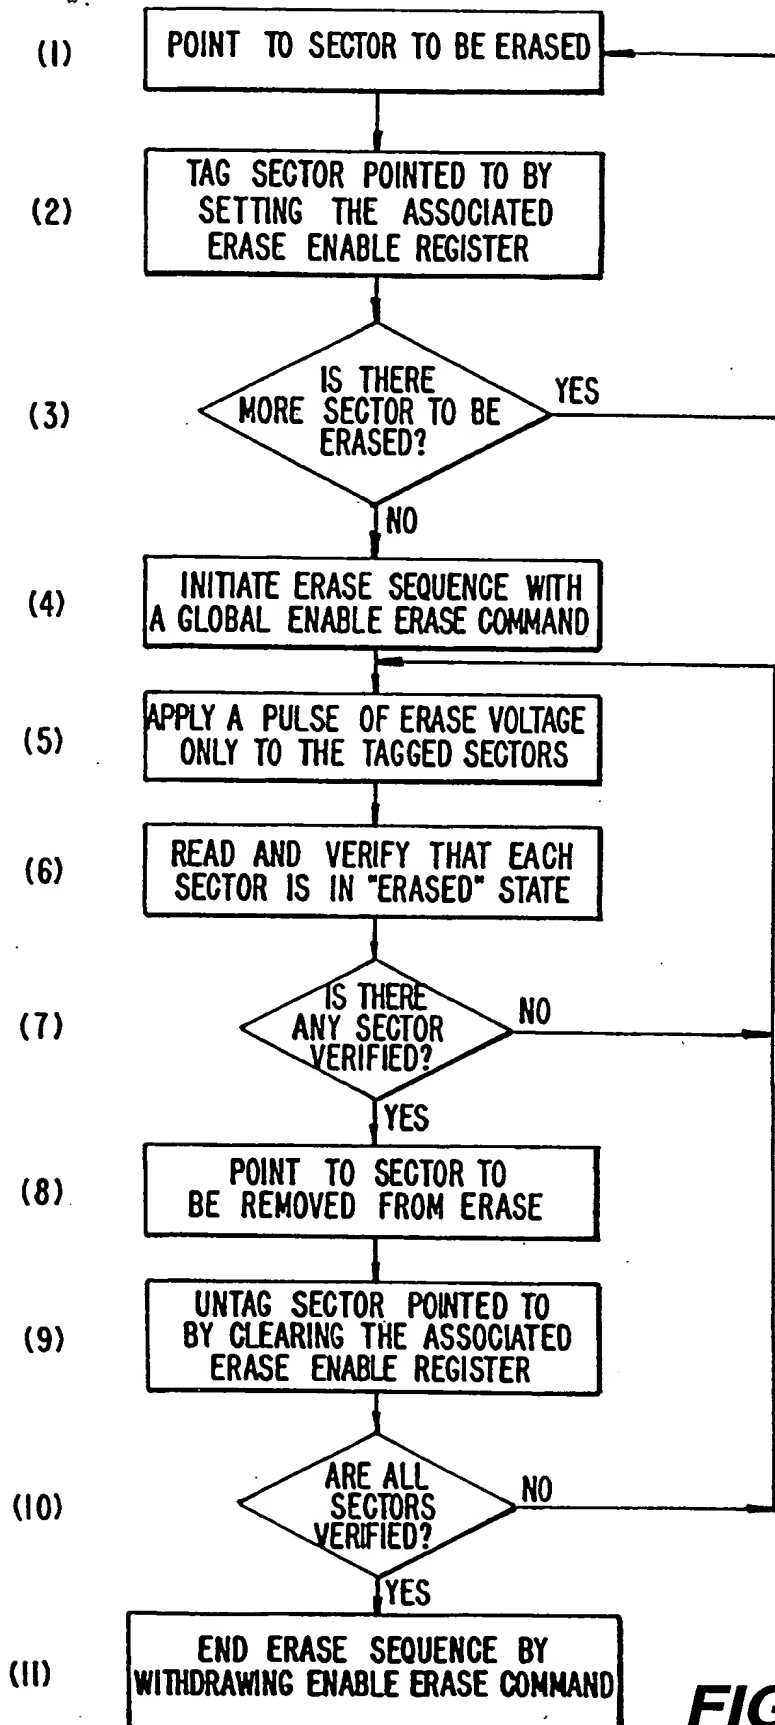 (1)
POINT TO SECTOR TO BE ERASED
(2)
TAG SECTOR POINTED TO BY
SETTING THE ASSOCIATED
ERASE ENABLE REGISTER
(3)
IS THERE
MORE SECTOR TO BE
ERASED?
YES
NO
(4)
INITIATE ERASE SEQUENCE WITH
A GLOBAL ENABLE ERASE COMMAND
(5)
APPLY A PULSE OF ERASE VOLTAGE
ONLY TO THE TAGGED SECTORS
(6)
READ AND VERIFY THAT EACH
SECTOR IS IN "ERASED" STATE
(7)
IS THERE
ANY SECTOR
VERIFIED?
NO
YES
(8)
POINT TO SECTOR TO
BE REMOVED FROM ERASE
(9)
UNTAG SECTOR POINTED TO
BY CLEARING THE ASSOCIATED
ERASE ENABLE REGISTER
(10)
ARE ALL
SECTORS
VERIFIED?
NO
YES
(11)
END ERASE SEQUENCE BY
WITHDRAWING ENABLE ERASE COMMAND
FIG